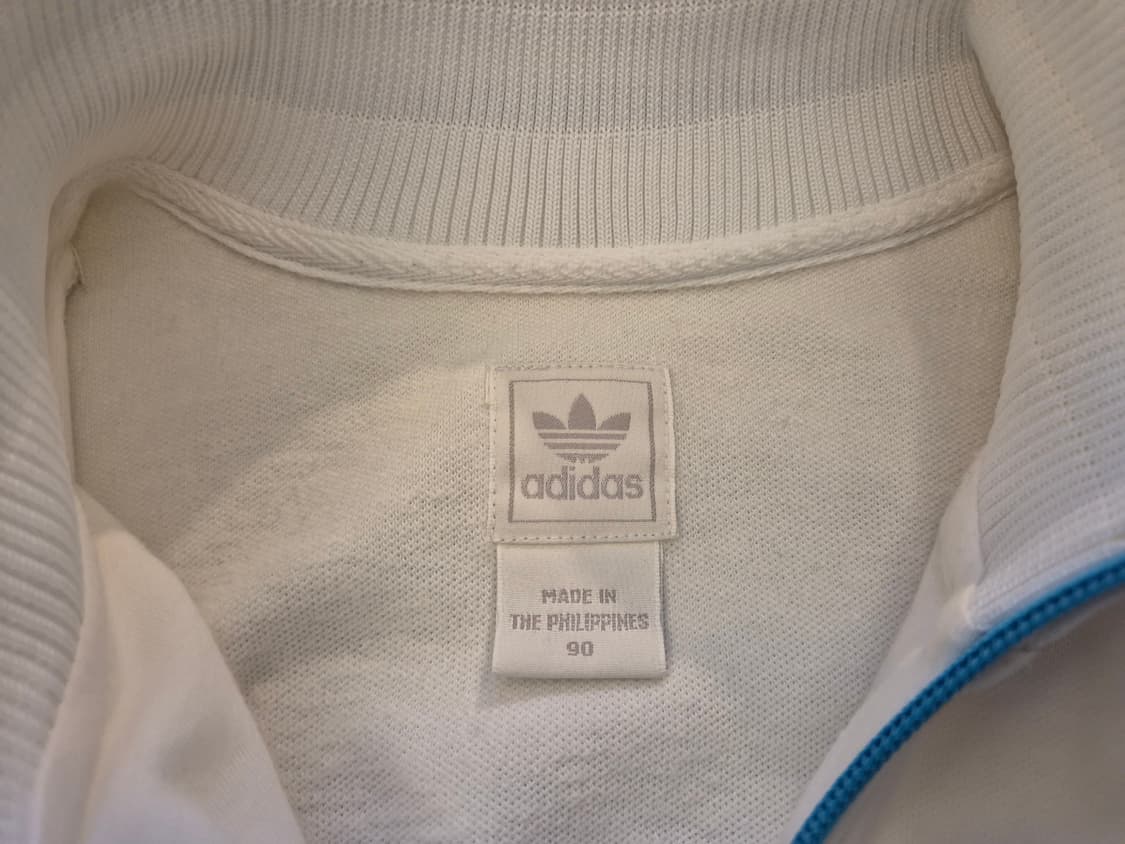 adidas
MADE IN
THE PHILIPPINES
90